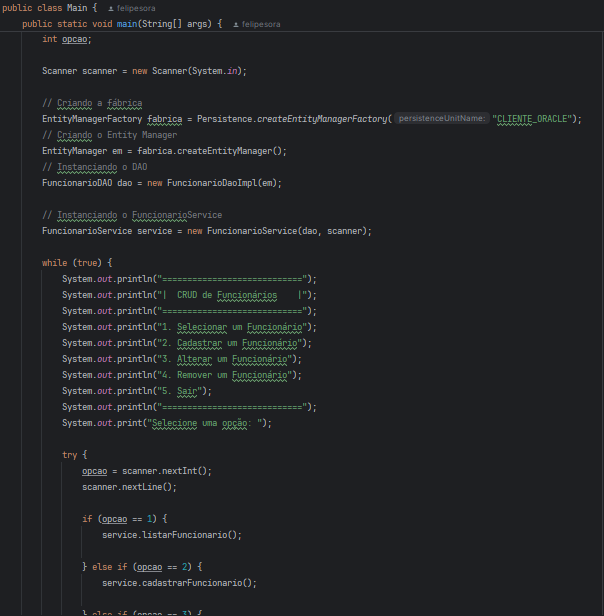 public class Main { felipesora
public static void main(String[] args) { felipesora
int opcao;
Scanner scanner = new Scanner(System.in);
// Criando a fábrica
EntityManagerFactory fabrica = Persistence.createEntityManagerFactory( persistenceUnitName: "CLIENTE_ORACLE");
// Criando o Entity Manager
EntityManager em = fabrica.createEntityManager();
// Instanciando o DAO
FuncionarioDAO dao = new FuncionarioDaoImpl(em);
// Instanciando o FuncionarioService
FuncionarioService service = new FuncionarioService(dao, scanner);
while (true) {
System.out.println("============================");
System.out.println("|  CRUD de Funcionários    |");
System.out.println("============================");
System.out.println("1. Selecionar um Funcionário");
System.out.println("2. Cadastrar um Funcionário");
System.out.println("3. Alterar um Funcionário");
System.out.println("4. Remover um Funcionário");
System.out.println("5. Sair");
System.out.println("============================");
System.out.print("Selecione uma opção: ");
try {
opcao = scanner.nextInt();
scanner.nextLine();
if (opcao == 1) {
service.listarFuncionario();
} else if (opcao == 2) {
service.cadastrarFuncionario();
} else if (opcao == 3) {